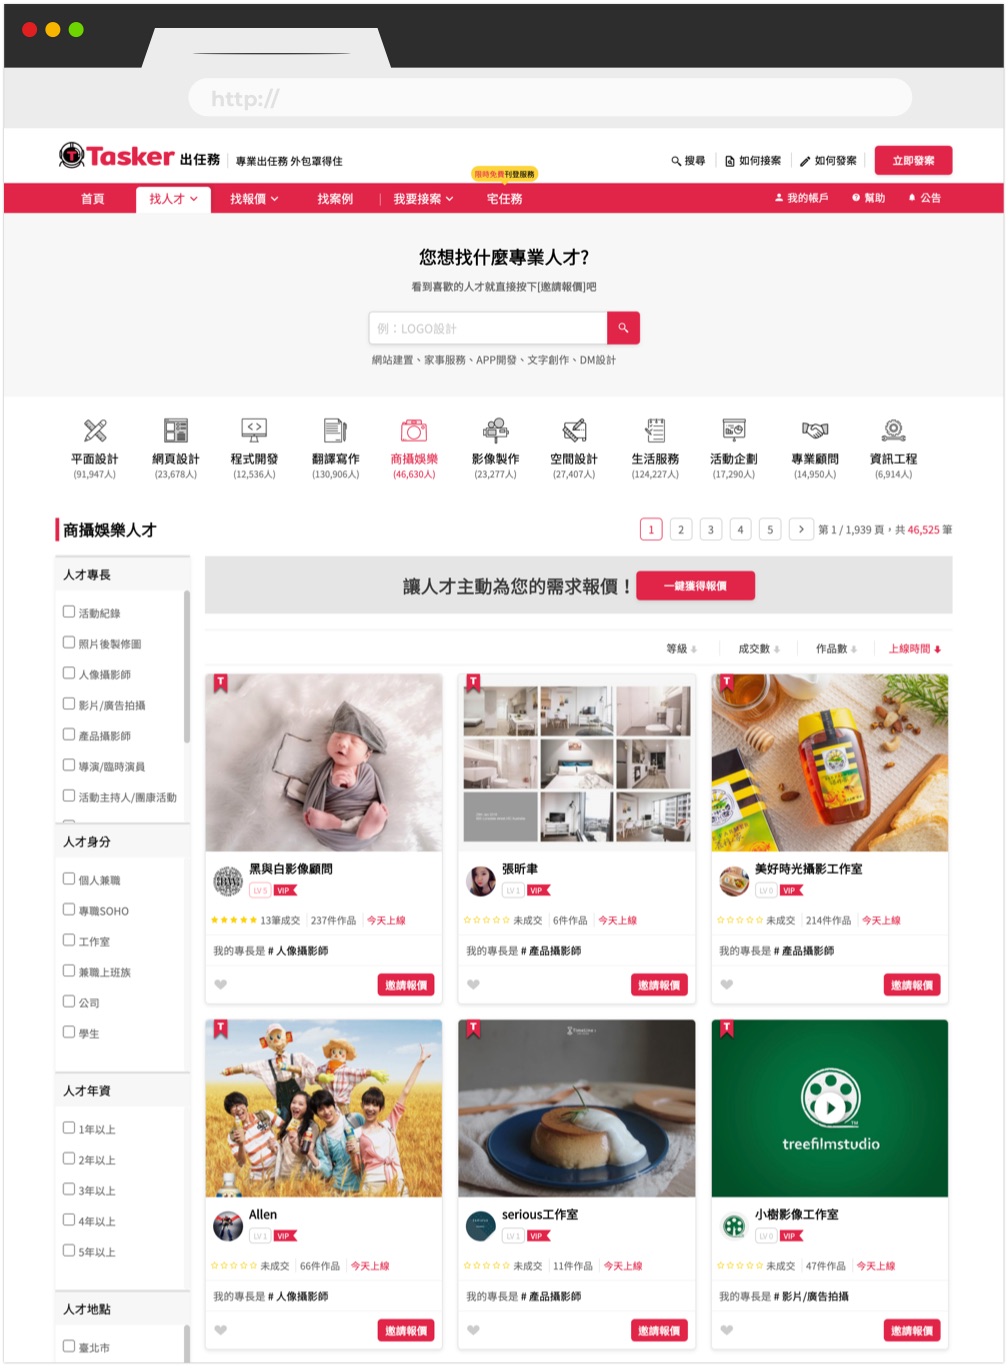 http://
Tasker 出任務 專業出任務 外包罩得住
搜尋 如何接案 如何發案 立即發案
限時免費刊登服務
首頁 找人才 找報價 找案例 我要接案 宅任務 我的帳戶 幫助 公告
您想找什麼專業人才?
看到喜歡的人才就直接按下[邀請報價]吧
例：LOGO設計
網站建置、家事服務、APP開發、文字創作、DM設計
平面設計 網頁設計 程式開發 翻譯寫作 商攝娛樂 影像製作 空間設計 生活服務 活動企劃 專業顧問 資訊工程
(91,947人) (23,678人) (12,536人) (130,906人) (46,630人) (23,277人) (27,407人) (124,227人) (17,290人) (14,950人) (6,914人)
商攝娛樂人才
1 2 3 4 5 第 1 / 1,939 頁，共 46,525 筆
人才專長
活動紀錄
照片後製修圖
人像攝影師
影片/廣告拍攝
產品攝影師
導演/臨時演員
活動主持人/團康活動
人才身分
個人兼職
專職SOHO
工作室
兼職上班族
公司
學生
人才年資
1年以上
2年以上
3年以上
4年以上
5年以上
人才地點
臺北市
讓人才主動為您的需求報價！ 一鍵獲得報價
等級 成交數 作品數 上線時間
T
黑與白影像顧問
LV 5 VIP
13筆成交 237件作品 今天上線
我的專長是 # 人像攝影師
邀請報價
T
張昕聿
LV 1 VIP
未成交 6件作品 今天上線
我的專長是 # 產品攝影師
邀請報價
T
美好時光攝影工作室
LV 0 VIP
未成交 214件作品 今天上線
我的專長是 # 產品攝影師
邀請報價
T
Allen
LV 1 VIP
未成交 66件作品 今天上線
我的專長是 # 人像攝影師
邀請報價
T
serious工作室
LV 1 VIP
未成交 11件作品 今天上線
我的專長是 # 產品攝影師
邀請報價
T
treefilmstudio
小樹影像工作室
LV 0 VIP
未成交 47件作品 今天上線
我的專長是 # 影片/廣告拍攝
邀請報價